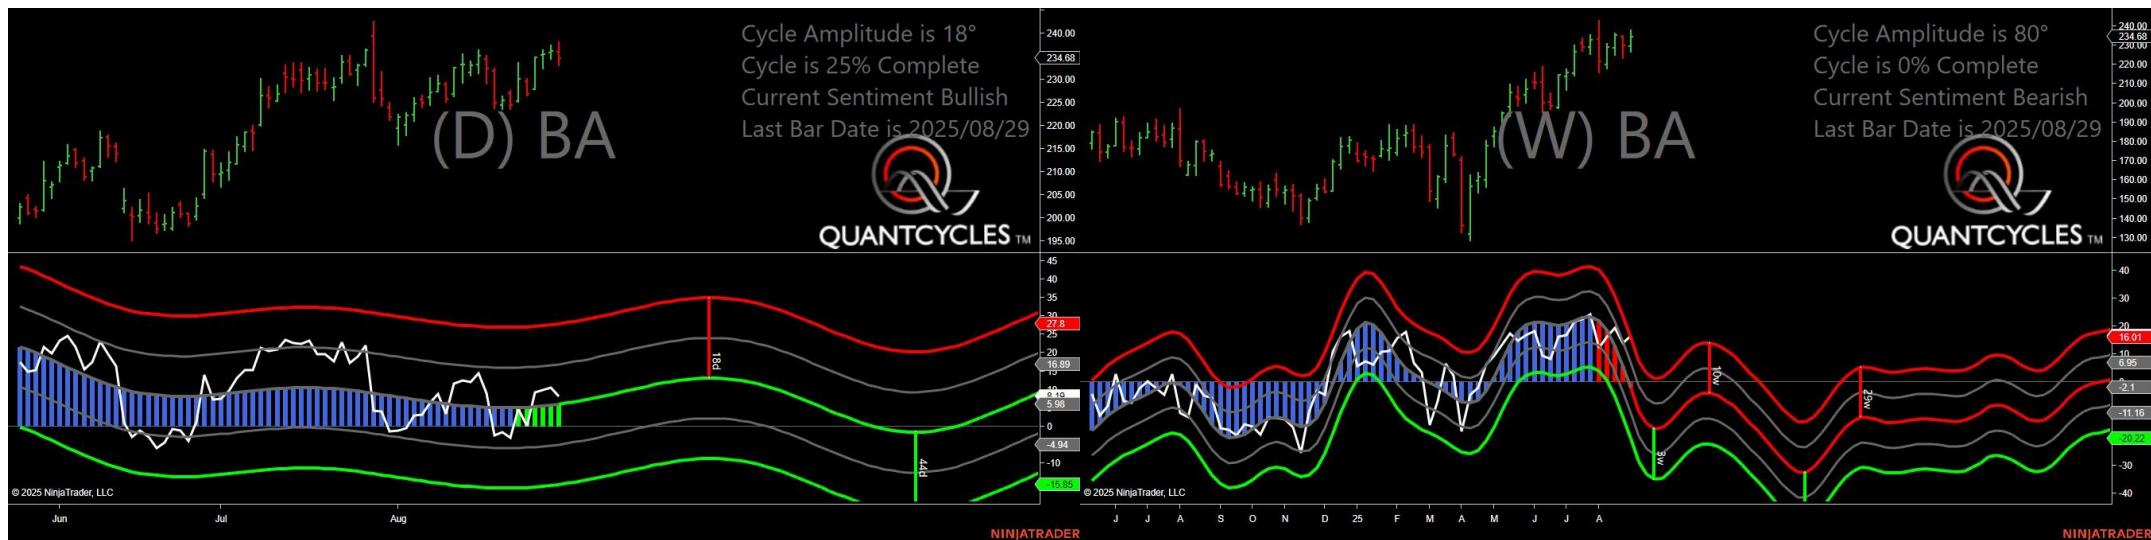 Cycle Amplitude is 18°
Cycle is 25% Complete
Current Sentiment Bullish
Last Bar Date is 2025/08/29
(D) BA
QUANTCYCLES TM
240.00
234.68
230.00
225.00
220.00
215.00
210.00
205.00
200.00
195.00
45
40
35
30
27.8
25
20
16.89
15
10
8.19
5.98
0
-4.94
-10
-15.85
18d
44d
© 2025 NinjaTrader, LLC
Jun Jul Aug
NINJATRADER
Cycle Amplitude is 80°
Cycle is 0% Complete
Current Sentiment Bearish
Last Bar Date is 2025/08/29
(W) BA
QUANTCYCLES TM
240.00
234.68
230.00
220.00
210.00
200.00
190.00
180.00
170.00
160.00
150.00
140.00
130.00
40
30
20
16.01
6.95
-2.1
-11.16
-20.22
-30
-40
10w
29w
3w
© 2025 NinjaTrader, LLC
J J A S O N D 25 F M A M J J A
NINJATRADER